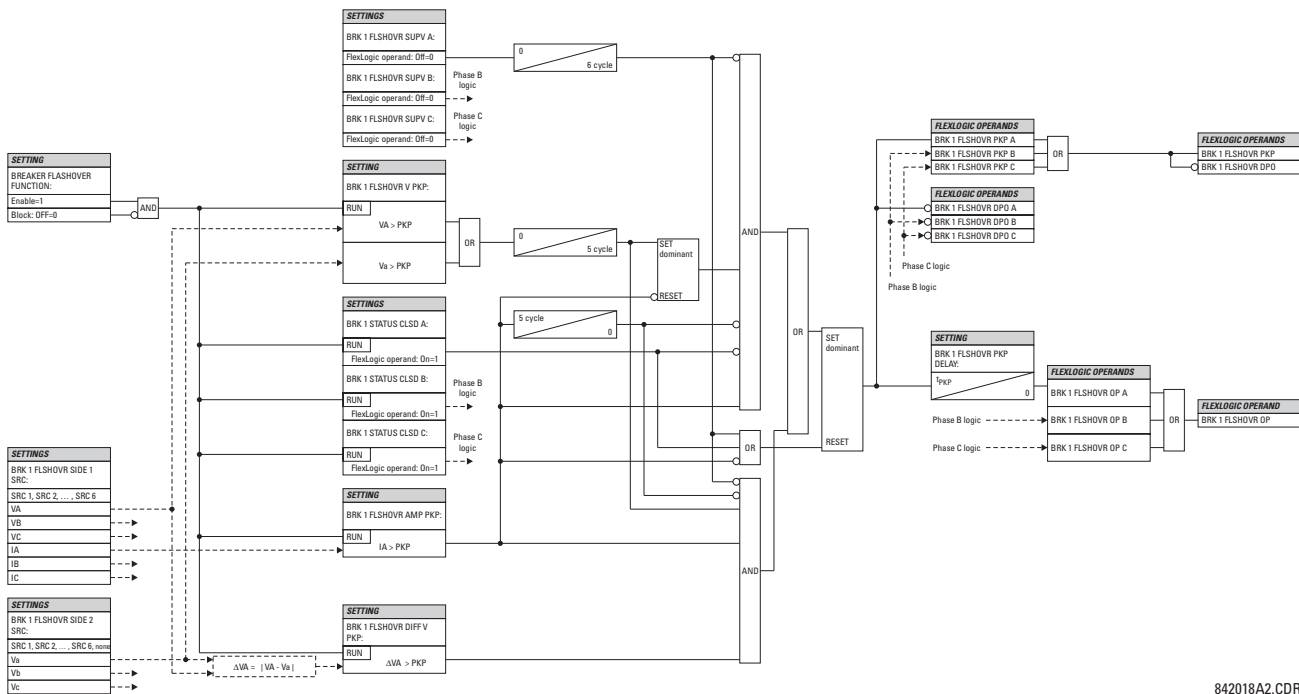 SETTING
BREAKER FLASHOVER
FUNCTION:
Enable=1
Block: OFF=0
AND
SETTINGS
BRK 1 FLSHOVR SIDE 1
SRC:
SRC 1, SRC 2, ... , SRC 6
VA
VB
VC
IA
IB
IC
SETTINGS
BRK 1 FLSHOVR SIDE 2
SRC:
SRC 1, SRC 2, ... , SRC 6, none
Va
Vb
Vc
ΔVA = | VA - Va |
SETTINGS
BRK 1 FLSHOVR SUPV A:
FlexLogic operand: Off=0
BRK 1 FLSHOVR SUPV B:
FlexLogic operand: Off=0
BRK 1 FLSHOVR SUPV C:
FlexLogic operand: Off=0
Phase B
logic
Phase C
logic
SETTING
BRK 1 FLSHOVR V PKP:
RUN
VA > PKP
Va > PKP
OR
SETTINGS
BRK 1 STATUS CLSD A:
RUN
FlexLogic operand: On=1
BRK 1 STATUS CLSD B:
RUN
FlexLogic operand: On=1
BRK 1 STATUS CLSD C:
RUN
FlexLogic operand: On=1
Phase B
logic
Phase C
logic
SETTING
BRK 1 FLSHOVR AMP PKP:
RUN
IA > PKP
SETTING
BRK 1 FLSHOVR DIFF V
PKP:
RUN
ΔVA > PKP
0
6 cycle
0
5 cycle
5 cycle
0
SET
dominant
RESET
AND
OR
AND
OR
SET
dominant
RESET
FLEXLOGIC OPERANDS
BRK 1 FLSHOVR PKP A
BRK 1 FLSHOVR PKP B
BRK 1 FLSHOVR PKP C
OR
FLEXLOGIC OPERANDS
BRK 1 FLSHOVR PKP
BRK 1 FLSHOVR DPO
FLEXLOGIC OPERANDS
BRK 1 FLSHOVR DPO A
BRK 1 FLSHOVR DPO B
BRK 1 FLSHOVR DPO C
Phase C logic
Phase B logic
SETTING
BRK 1 FLSHOVR PKP
DELAY:
tPKP
0
Phase B logic
Phase C logic
FLEXLOGIC OPERANDS
BRK 1 FLSHOVR OP A
BRK 1 FLSHOVR OP B
BRK 1 FLSHOVR OP C
OR
FLEXLOGIC OPERAND
BRK 1 FLSHOVR OP
842018A2.CDR